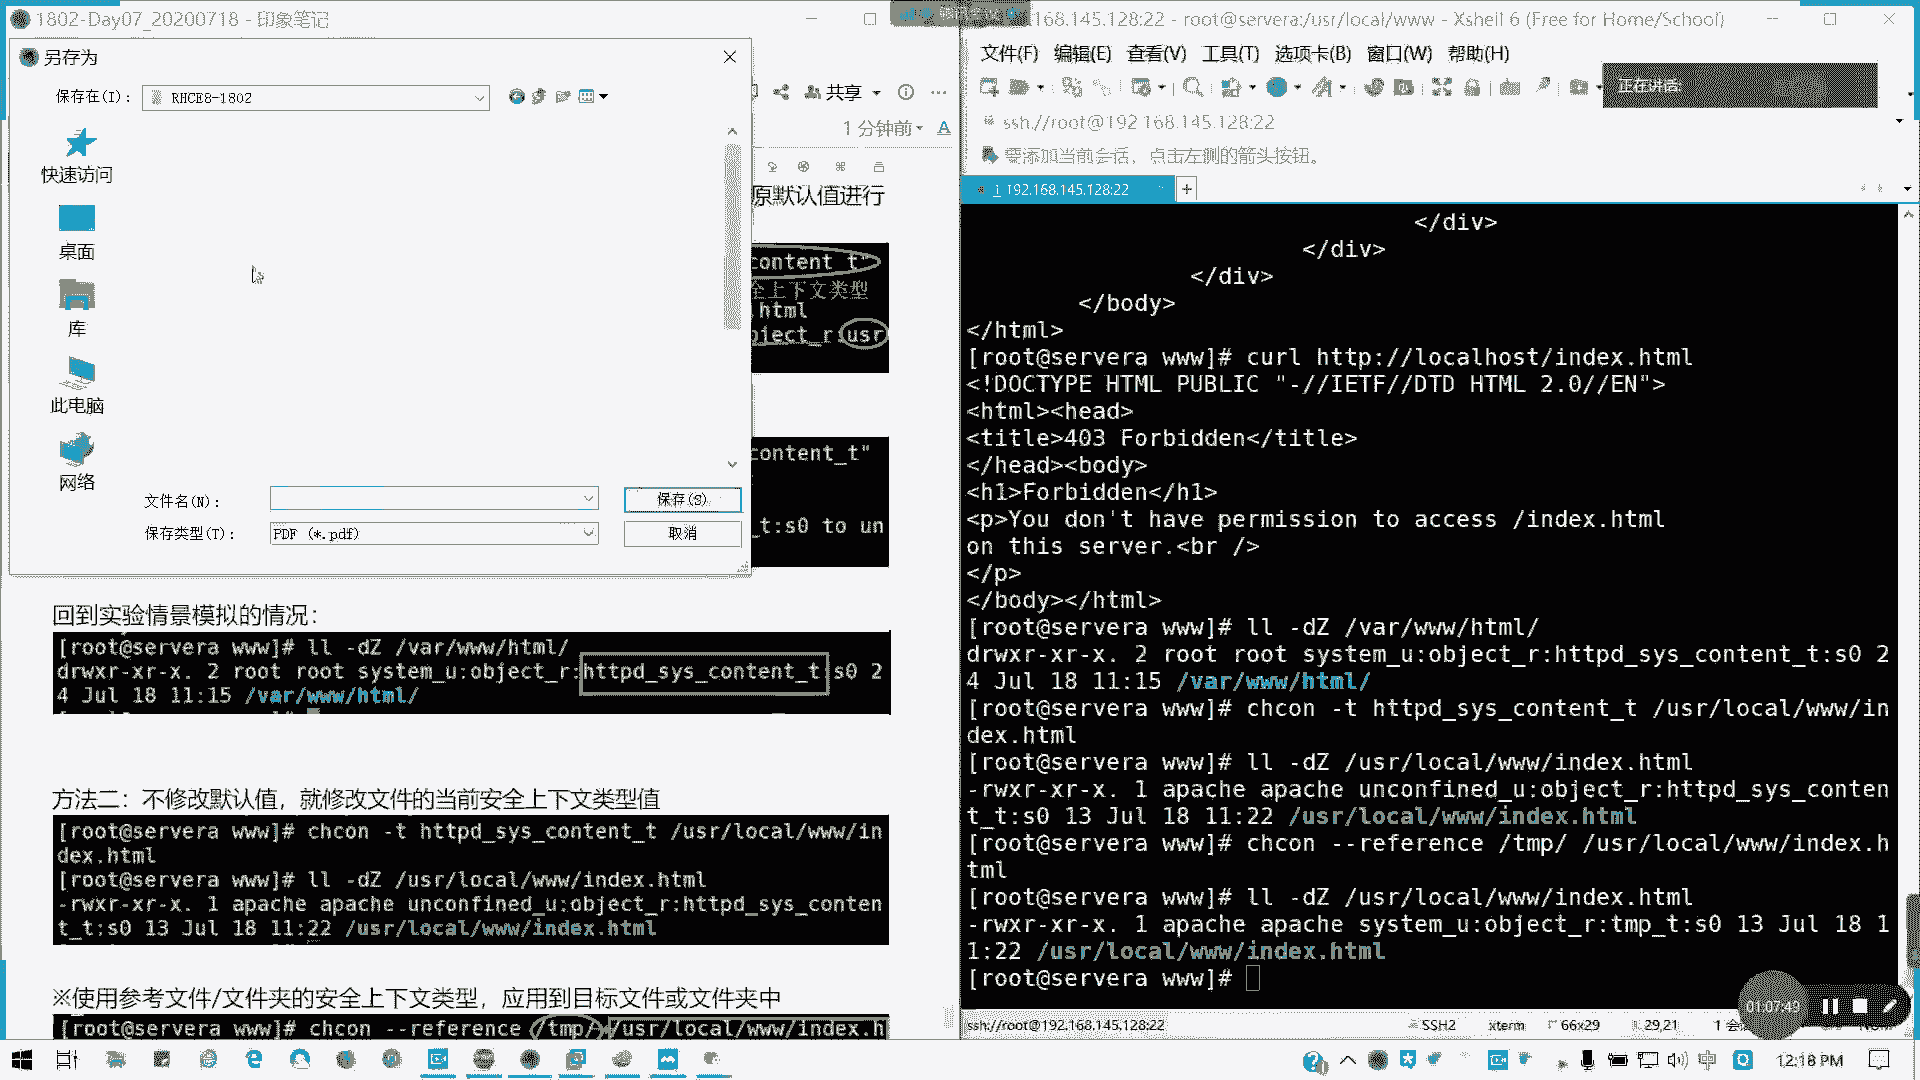 1802-Day07_20200718 - 印象笔记
另存为
保存在(I):
RHCE8-1802
快速访问
桌面
库
此电脑
网络
文件名(N):
保存(S)
保存类型(T):
PDF (*.pdf)
取消
共享
1 分钟前
原默认值进行
content_t"
全上下文类型
.html
bject_r:usr
content_t"
_t:s0 to un
回到实验情景模拟的情况:
[root@servera www]# ll -dZ /var/www/html/
drwxr-xr-x. 2 root root system_u:object_r:httpd_sys_content_t:s0 2
4 Jul 18 11:15 /var/www/html/
方法二：不修改默认值，就修改文件的当前安全上下文类型值
[root@servera www]# chcon -t httpd_sys_content_t /usr/local/www/in
dex.html
[root@servera www]# ll -dZ /usr/local/www/index.html
-rwxr-xr-x. 1 apache apache unconfined_u:object_r:httpd_sys_conten
t_t:s0 13 Jul 18 11:22 /usr/local/www/index.html
※使用参考文件/文件夹的安全上下文类型，应用到目标文件或文件夹中
[root@servera www]# chcon --reference /tmp/ /usr/local/www/index.h
168.145.128:22 - root@servera:/usr/local/www - Xshell 6 (Free for Home/School)
文件(F) 编辑(E) 查看(V) 工具(T) 选项卡(B) 窗口(W) 帮助(H)
正在讲话:
ssh://root@192.168.145.128:22
要添加当前会话，点击左侧的箭头按钮。
1 192.168.145.128:22
</div>
</div>
</div>
</body>
</html>
[root@servera www]# curl http://localhost/index.html
<!DOCTYPE HTML PUBLIC "-//IETF//DTD HTML 2.0//EN">
<html><head>
<title>403 Forbidden</title>
</head><body>
<h1>Forbidden</h1>
<p>You don't have permission to access /index.html
on this server.<br />
</p>
</body></html>
[root@servera www]# ll -dZ /var/www/html/
drwxr-xr-x. 2 root root system_u:object_r:httpd_sys_content_t:s0 2
4 Jul 18 11:15 /var/www/html/
[root@servera www]# chcon -t httpd_sys_content_t /usr/local/www/in
dex.html
[root@servera www]# ll -dZ /usr/local/www/index.html
-rwxr-xr-x. 1 apache apache unconfined_u:object_r:httpd_sys_conten
t_t:s0 13 Jul 18 11:22 /usr/local/www/index.html
[root@servera www]# chcon --reference /tmp/ /usr/local/www/index.h
tml
[root@servera www]# ll -dZ /usr/local/www/index.html
-rwxr-xr-x. 1 apache apache system_u:object_r:tmp_t:s0 13 Jul 18 1
1:22 /usr/local/www/index.html
[root@servera www]#
01:07:43
ssh://root@192.168.145.128:22
SSH2
xterm
66x29
29,21
1 会
中
12:18 PM